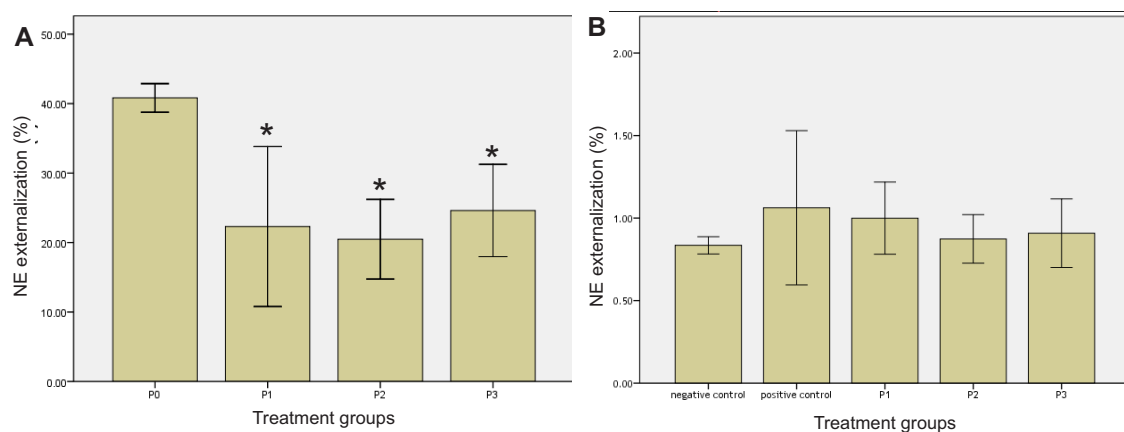 A
50.00
40.00
30.00
20.00
10.00
0.00
NE externalization (%)
*
*
*
P0
P1
P2
P3
Treatment groups
B
2.00
1.50
1.00
0.50
0.00
NE externalization (%)
negative control
positive control
P1
P2
P3
Treatment groups